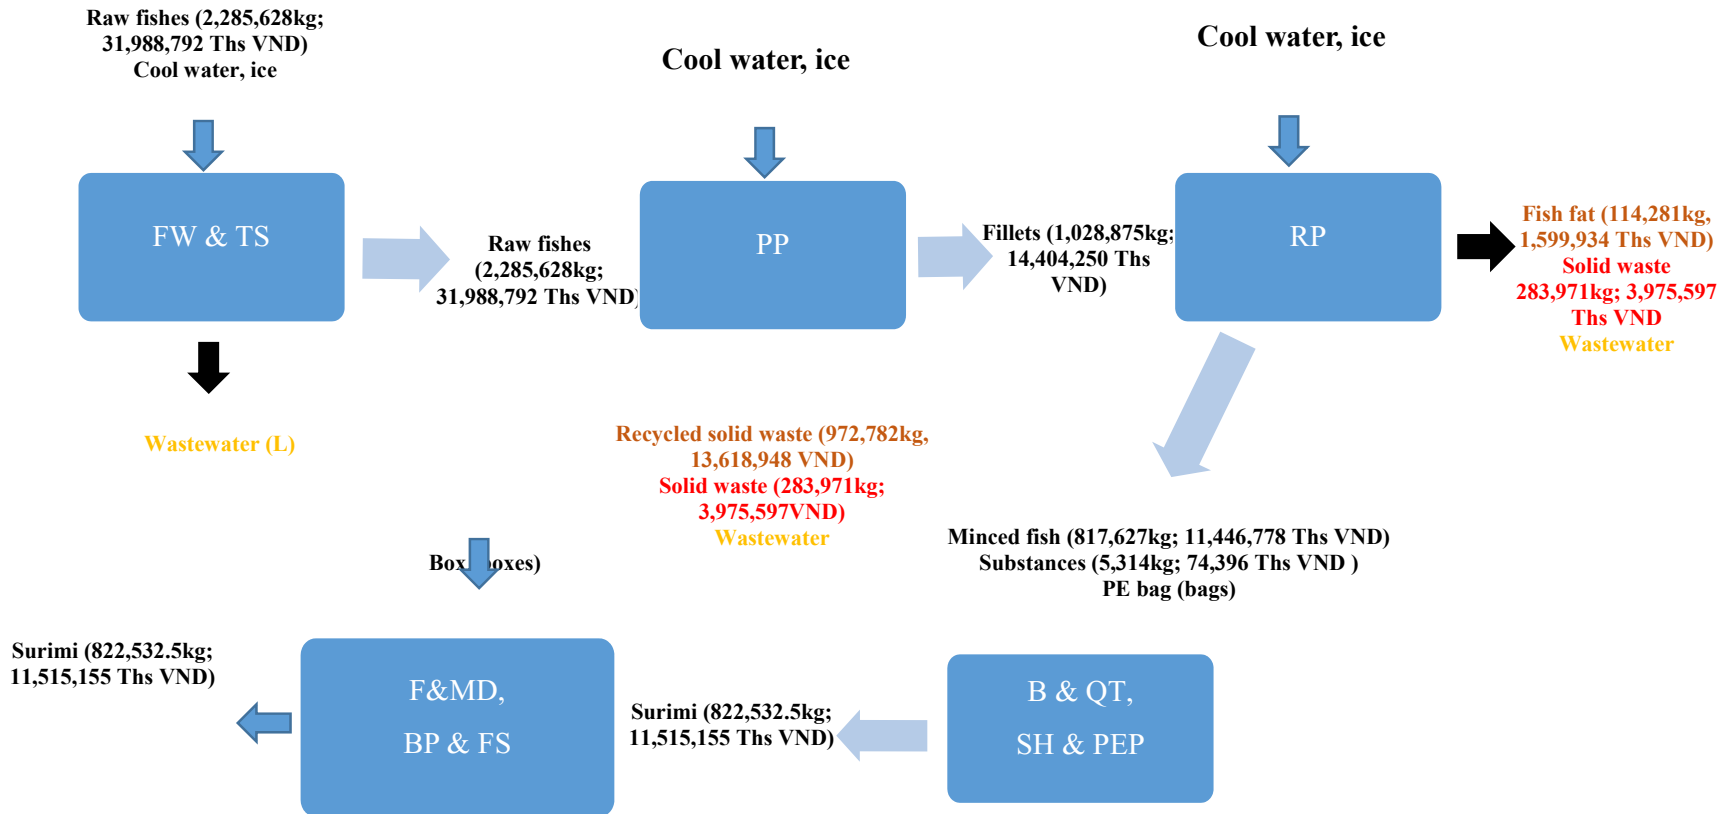 Raw fishes (2,285,628kg;
31,988,792 Ths VND)
Cool water, ice
Cool water, ice
Cool water, ice
FW & TS
Raw fishes
(2,285,628kg;
31,988,792 Ths VND)
PP
Fillets (1,028,875kg;
14,404,250 Ths
VND)
RP
Fish fat (114,281kg,
1,599,934 Ths VND)
Solid waste
283,971kg; 3,975,597
Ths VND
Wastewater
Wastewater (L)
Recycled solid waste (972,782kg,
13,618,948 VND)
Solid waste (283,971kg;
3,975,597VND)
Wastewater
Minced fish (817,627kg; 11,446,778 Ths VND)
Substances (5,314kg; 74,396 Ths VND )
PE bag (bags)
Box oxes)
Surimi (822,532.5kg;
11,515,155 Ths VND)
F&MD,
BP & FS
Surimi (822,532.5kg;
11,515,155 Ths VND)
B & QT,
SH & PEP